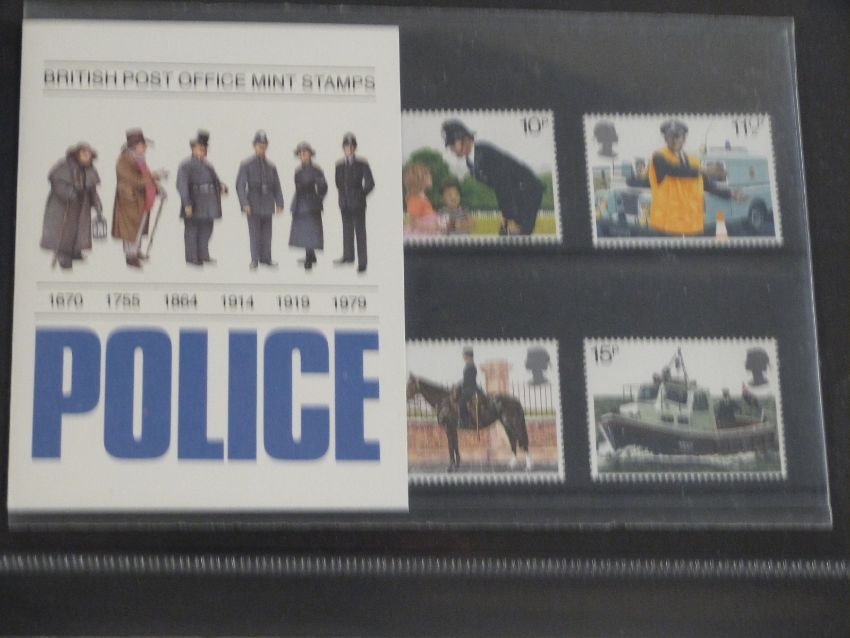 BRITISH POST OFFICE MINT STAMPS
1670 1755 1864 1914 1919 1979
POLICE
10P
11½P
15P